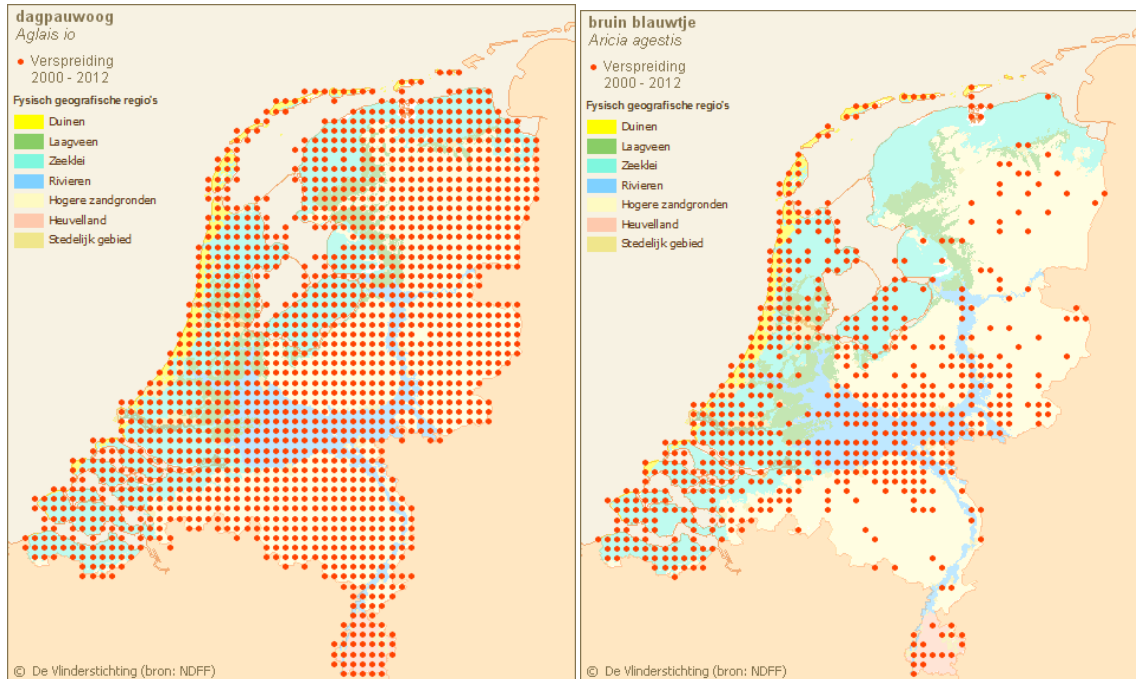 dagpauwoog
Aglais io
Verspreiding
2000 - 2012
Fysisch geografische regio's
Duinen
Laagveen
Zeeklei
Rivieren
Hogere zandgronden
Heuvelland
Stedelijk gebied
© De Vlinderstichting (bron: NDFF)
bruin blauwtje
Aricia agestis
Verspreiding
2000 - 2012
Fysisch geografische regio's
Duinen
Laagveen
Zeeklei
Rivieren
Hogere zandgronden
Heuvelland
Stedelijk gebied
© De Vlinderstichting (bron: NDFF)